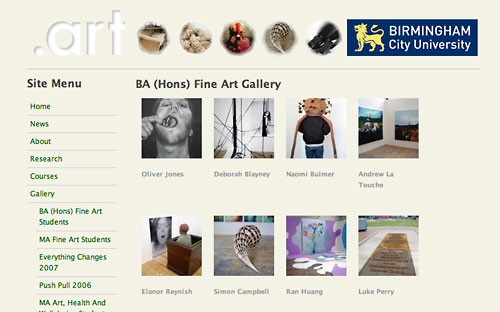 .art
BIRMINGHAM
City University
Site Menu
Home
News
About
Research
Courses
Gallery
BA (Hons) Fine Art
Students
MA Fine Art Students
Everything Changes
2007
Push Pull 2006
MA Art, Health And
BA (Hons) Fine Art Gallery
Oliver Jones
Deborah Blayney
Naomi Bulmer
Andrew La
Touche
Elanor Reynish
Simon Campbell
Ran Huang
Luke Perry